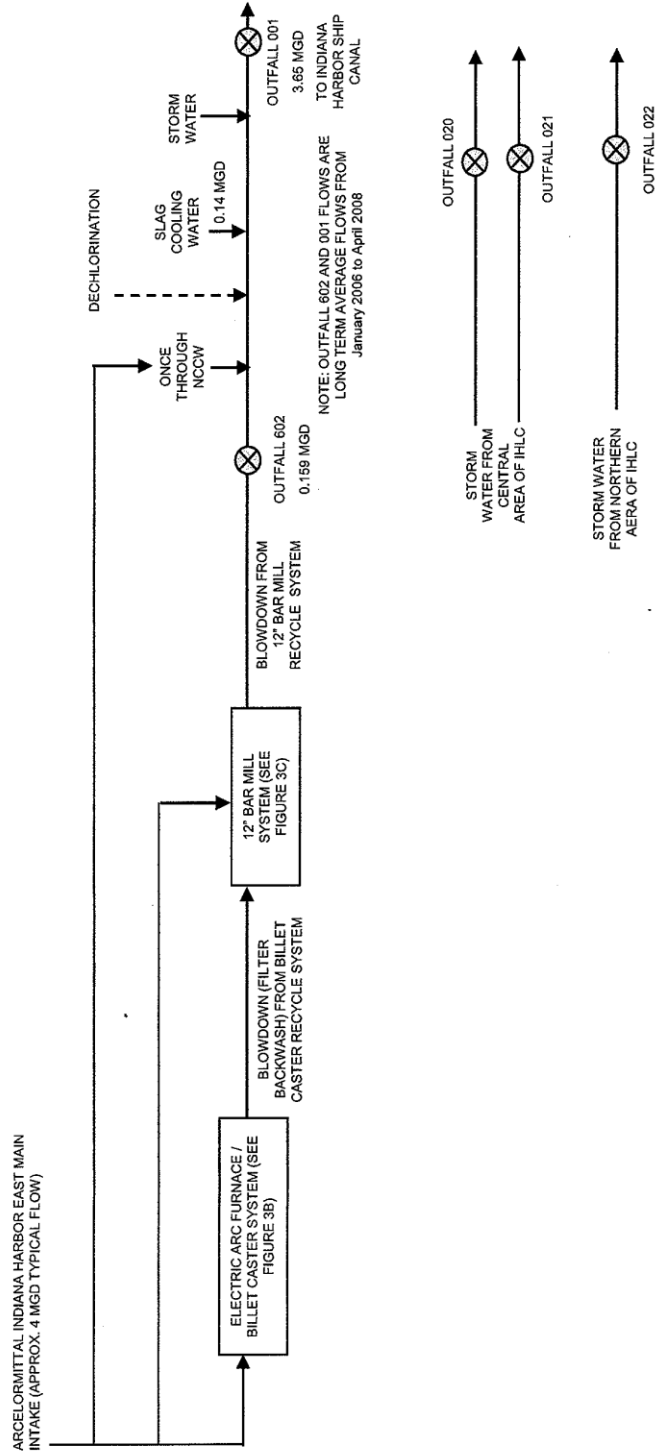 ARCELORMITTAL INDIANA HARBOR EAST MAIN
INTAKE (APPROX. 4 MGD TYPICAL FLOW)
ELECTRIC ARC FURNACE /
BILLET CASTER SYSTEM (SEE
FIGURE 3B)
BLOWDOWN (FILTER
BACKWASH) FROM BILLET
CASTER RECYCLE SYSTEM
12" BAR MILL
SYSTEM (SEE
FIGURE 3C)
BLOWDOWN FROM
12" BAR MILL
RECYCLE SYSTEM
OUTFALL 602
0.159 MGD
ONCE
THROUGH
NCCW
DECHLORINATION
SLAG
COOLING
WATER
0.14 MGD
STORM
WATER
OUTFALL 001
3.65 MGD
TO INDIANA
HARBOR SHIP
CANAL
NOTE: OUTFALL 602 AND 001 FLOWS ARE
LONG TERM AVERAGE FLOWS FROM
January 2006 to April 2008
STORM
WATER FROM
CENTRAL
AREA OF IHLC
OUTFALL 020
OUTFALL 021
STORM WATER
FROM NORTHERN
AERA OF IHLC
OUTFALL 022